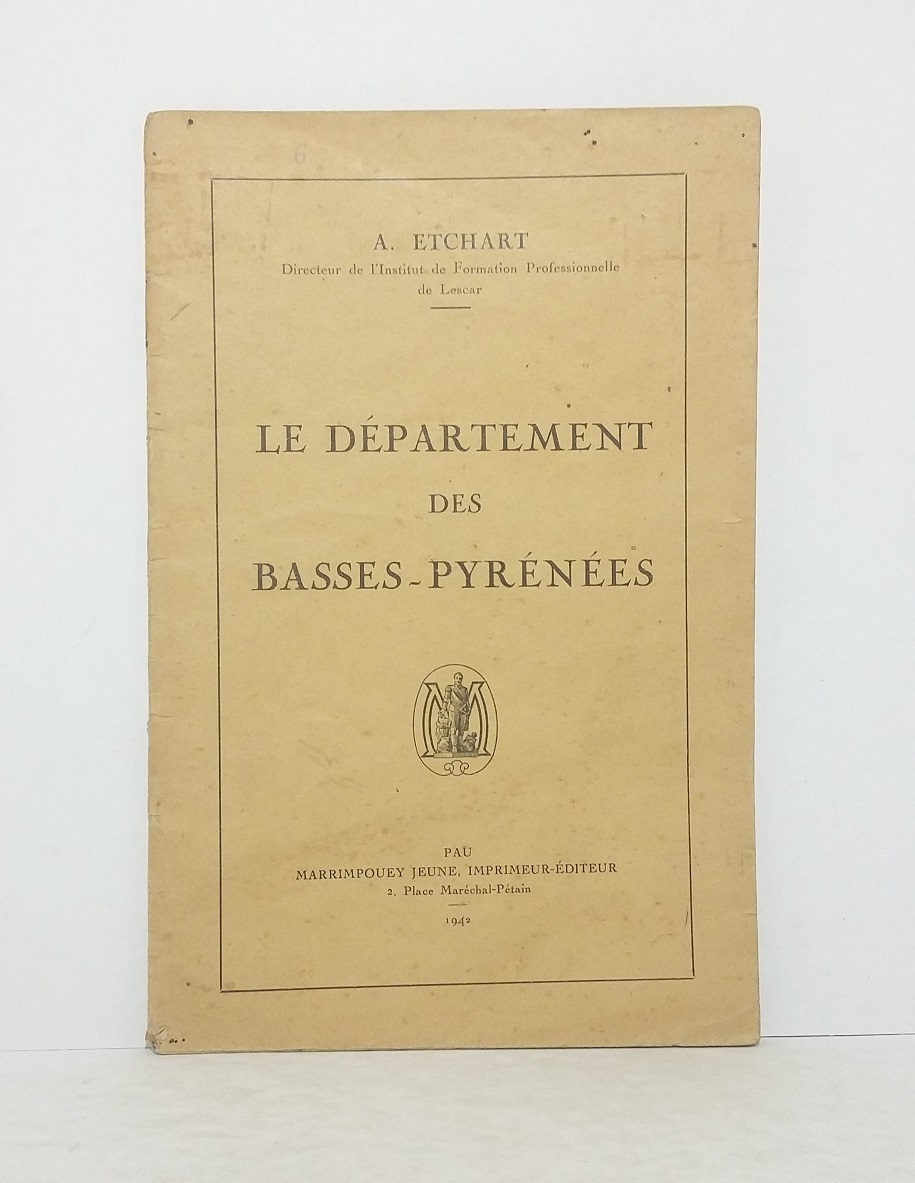 6
A. ETCHART
Directeur de l'Institut de Formation Professionnelle
de Lescar
LE DÉPARTEMENT
DES
BASSES-PYRÉNÉES
M
PAU
MARRIMPOUEY JEUNE, IMPRIMEUR-ÉDITEUR
2, Place Maréchal-Pétain
1942